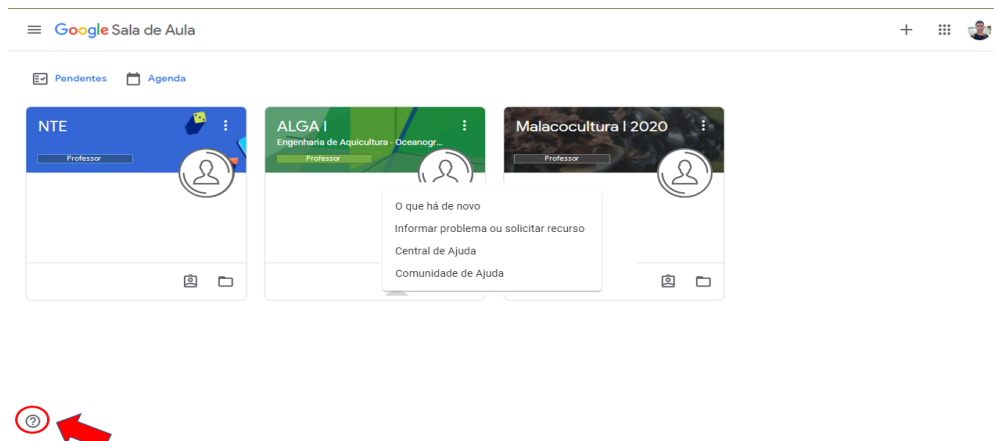 Google Sala de Aula
Pendentes
Agenda
NTE
Professor
ALGA I
Engenharia de Aquicultura - Oceanogr...
Professor
Malacocultura I 2020
Professor
O que há de novo
Informar problema ou solicitar recurso
Central de Ajuda
Comunidade de Ajuda